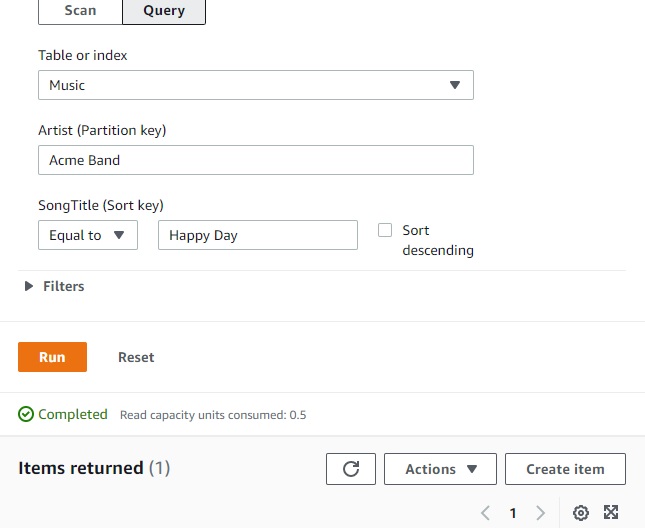 Scan Query
Table or index
Music
Artist (Partition key)
Acme Band
SongTitle (Sort key)
Equal to Happy Day Sort
descending
Filters
Run Reset
Completed Read capacity units consumed: 0.5
Items returned (1) Actions Create item
1